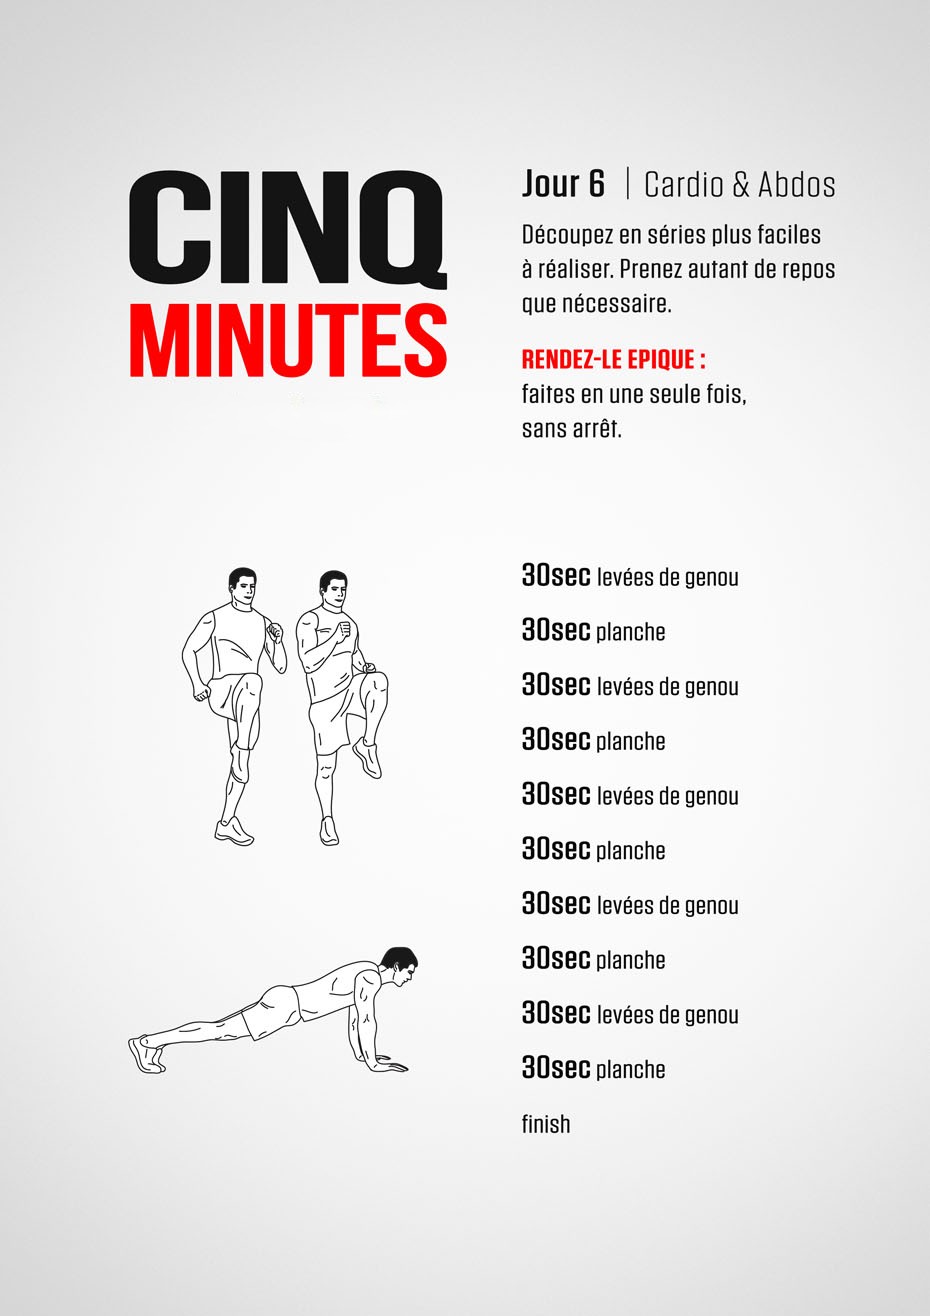 CINQ
MINUTES
Jour 6 | Cardio & Abdos
Découpez en séries plus faciles
à réaliser. Prenez autant de repos
que nécessaire.
RENDEZ-LE EPIQUE :
faites en une seule fois,
sans arrêt.
30sec levées de genou
30sec planche
30sec levées de genou
30sec planche
30sec levées de genou
30sec planche
30sec levées de genou
30sec planche
30sec levées de genou
30sec planche
finish